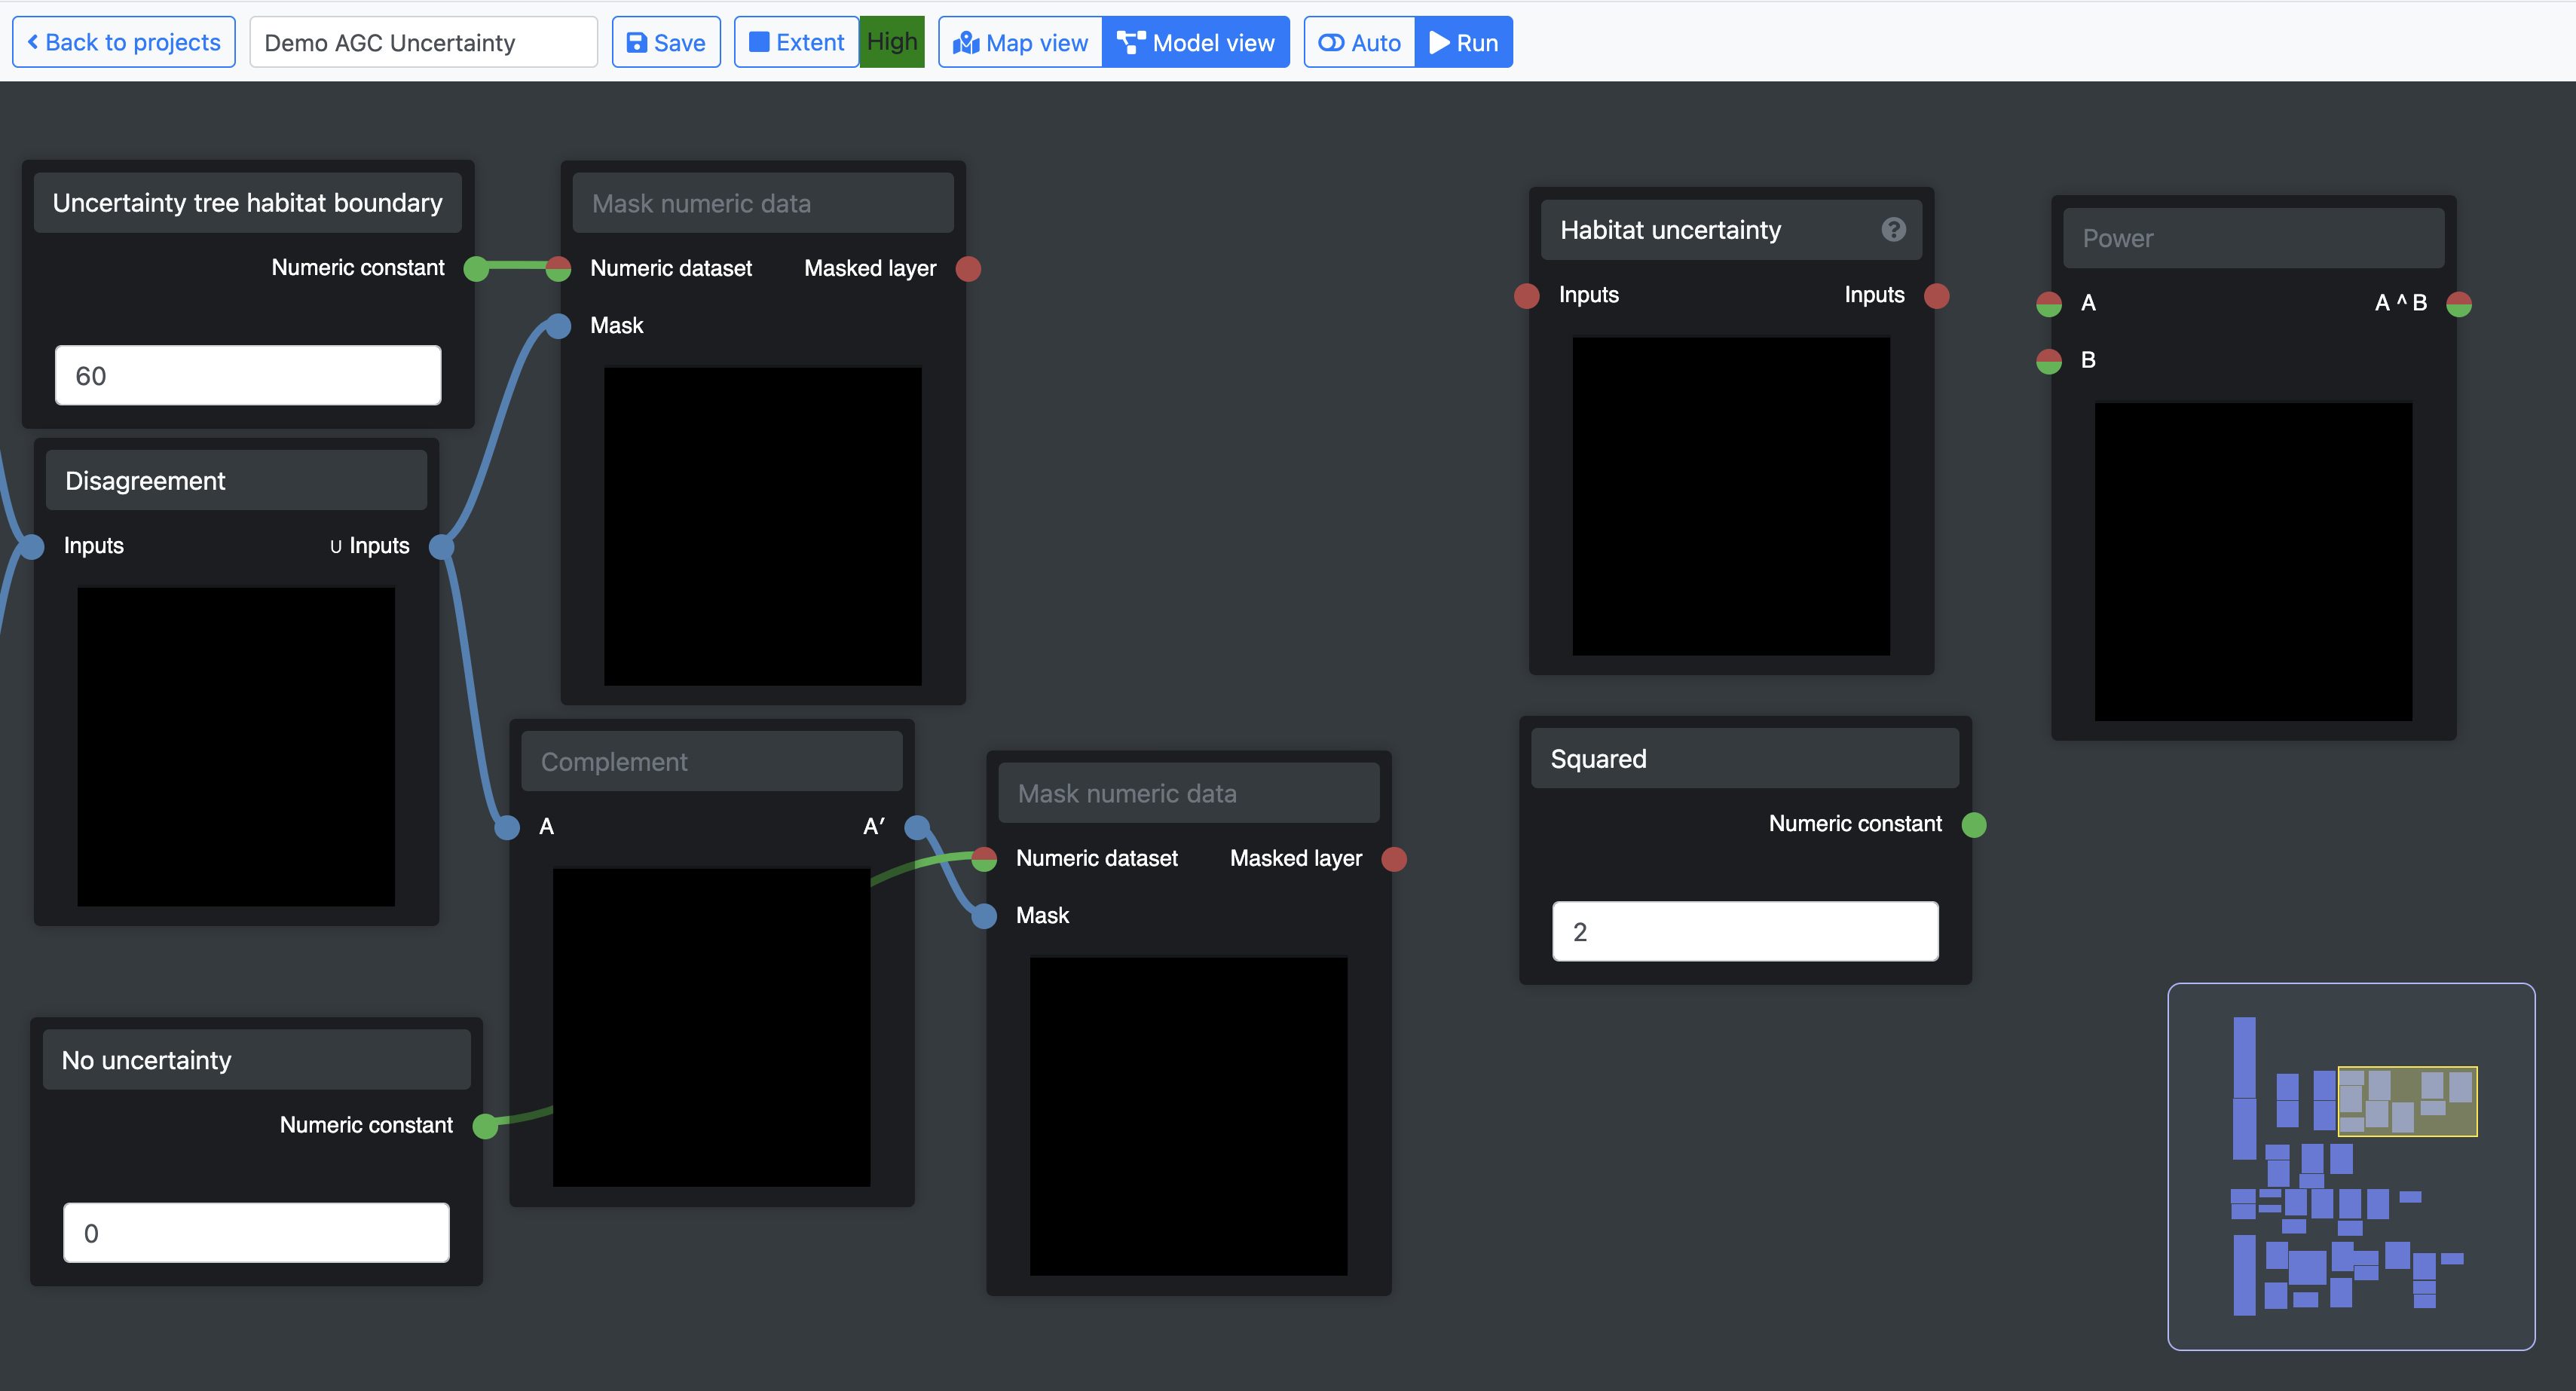 Back to projects
Demo AGC Uncertainty
Save
Extent
High
Map view
Model view
Auto
Run
Uncertainty tree habitat boundary
Numeric constant
60
Mask numeric data
Numeric dataset
Masked layer
Mask
Habitat uncertainty
?
Inputs
Inputs
Power
A
A ^ B
B
Disagreement
Inputs
∪ Inputs
Complement
A
A′
Mask numeric data
Numeric dataset
Masked layer
Mask
Squared
Numeric constant
2
No uncertainty
Numeric constant
0